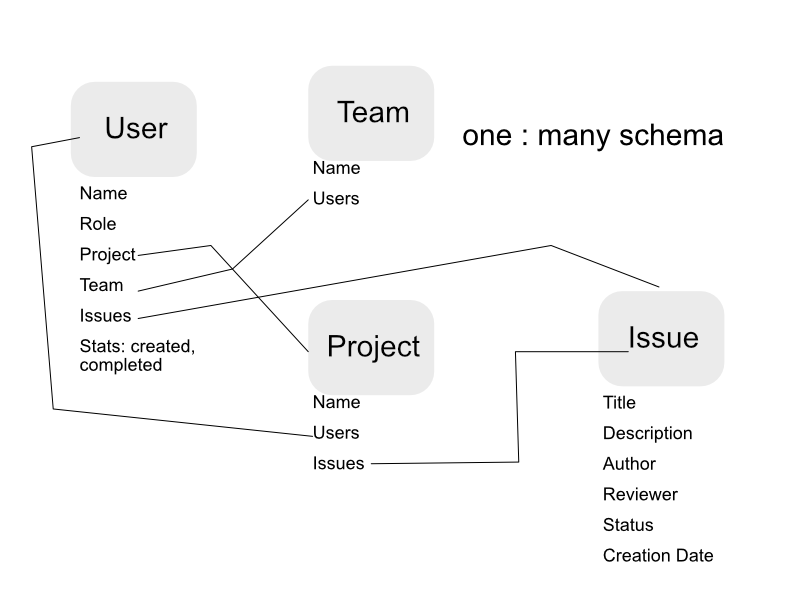 User
Name
Role
Project
Team
Issues
Stats: created,
completed
Team
Name
Users
one : many schema
Project
Name
Users
Issues
Issue
Title
Description
Author
Reviewer
Status
Creation Date